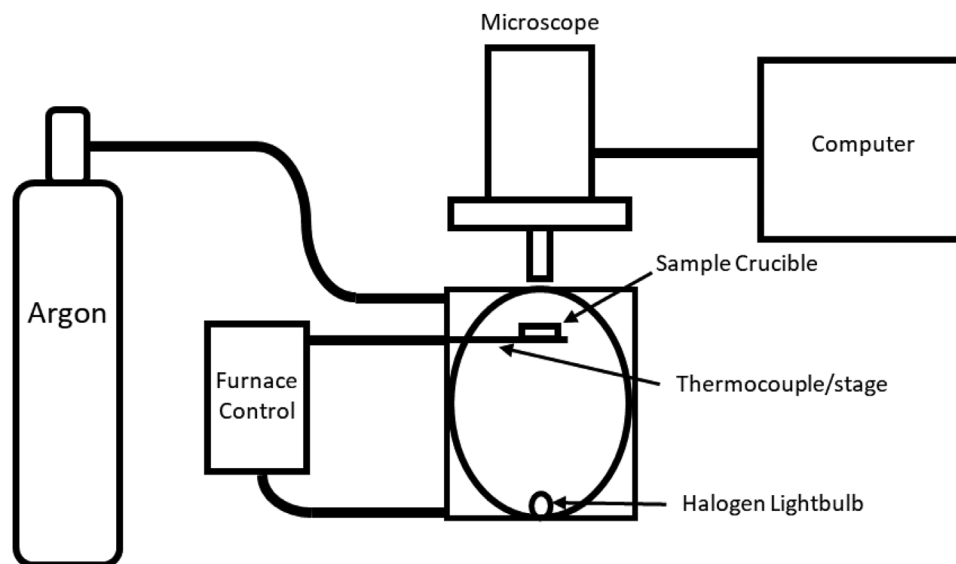 Microscope
Computer
Sample Crucible
Argon
Furnace
Control
Thermocouple/stage
Halogen Lightbulb